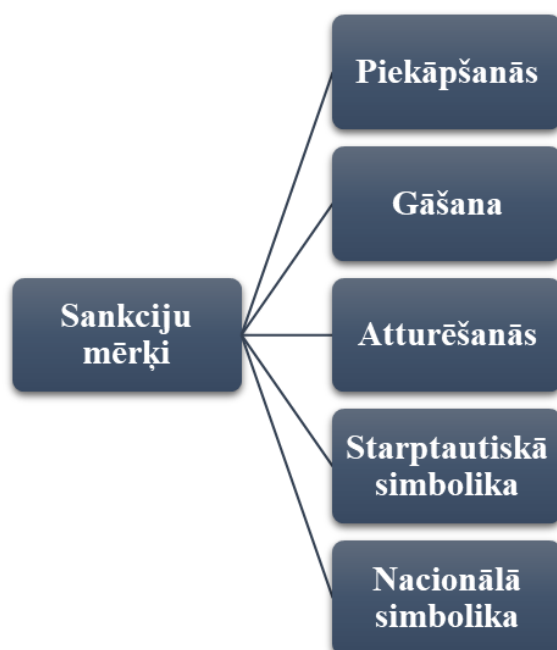 Sankciju
mērķi
Piekāpšanās
Gāšana
Atturēšanās
Starptautiskā
simbolika
Nacionālā
simbolika